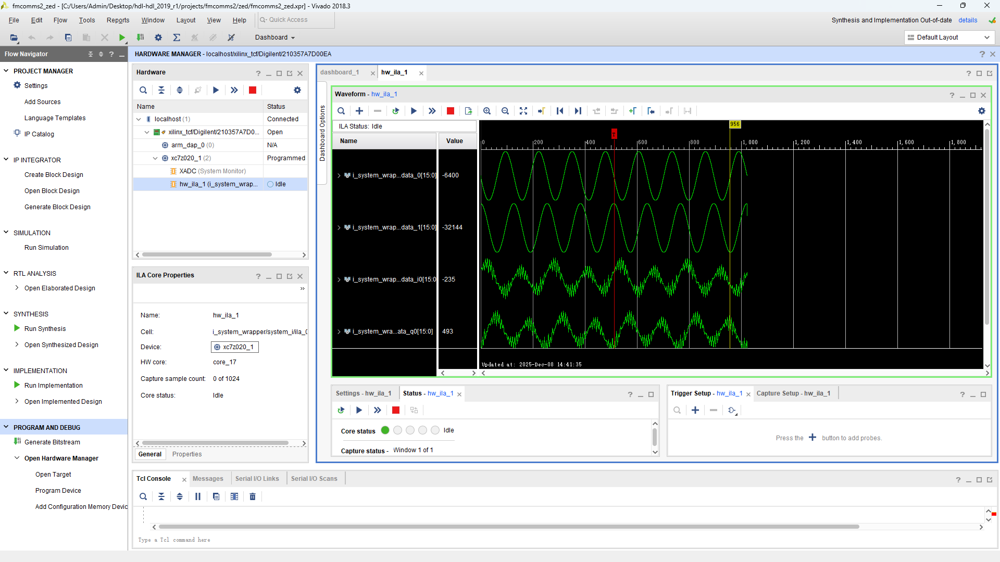 fmcomms2_zed - [C:/Users/Admin/Desktop/hdl-hdl_2019_r1/projects/fmcomms2/zed/fmcomms2_zed.xpr] - Vivado 2018.3
File Edit Flow Tools Reports Window Layout View Help Quick Access
Synthesis and Implementation Out-of-date details
Dashboard
Default Layout
Flow Navigator
HARDWARE MANAGER - localhost/xilinx_tcf/Digilent/210357A7D00EA
PROJECT MANAGER
Settings
Add Sources
Language Templates
IP Catalog
IP INTEGRATOR
Create Block Design
Open Block Design
Generate Block Design
SIMULATION
Run Simulation
RTL ANALYSIS
Open Elaborated Design
SYNTHESIS
Run Synthesis
Open Synthesized Design
IMPLEMENTATION
Run Implementation
Open Implemented Design
PROGRAM AND DEBUG
Generate Bitstream
Open Hardware Manager
Open Target
Program Device
Add Configuration Memory Devic
Hardware
Name Status
localhost (1) Connected
xilinx_tcf/Digilent/210357A7D0... Open
arm_dap_0 (0) N/A
xc7z020_1 (2) Programmed
XADC (System Monitor)
hw_ila_1 (i_system_wrap... Idle
ILA Core Properties
Name: hw_ila_1
Cell: i_system_wrapper/system_i/ila_0
Device: xc7z020_1
HW core: core_17
Capture sample count: 0 of 1024
Core status: Idle
General Properties
dashboard_1 hw_ila_1
Dashboard Options
Waveform - hw_ila_1
ILA Status: Idle
Name Value
956
T
0 200 400 600 800 1,000 1,200 1,400 1,600 1,800
i_system_wrap...data_0[15:0] -6400
i_system_wrap...data_1[15:0] -32144
i_system_wrap...data_i0[15:0 -235
i_system_wra...ata_q0[15:0] 493
Updated at: 2025-Dec-08 14:41:35
Settings - hw_ila_1 Status - hw_ila_1
Core status Idle
Capture status - Window 1 of 1
Trigger Setup - hw_ila_1 Capture Setup - hw_ila_1
Press the + button to add probes.
Tcl Console Messages Serial I/O Links Serial I/O Scans
Type a Tcl command here